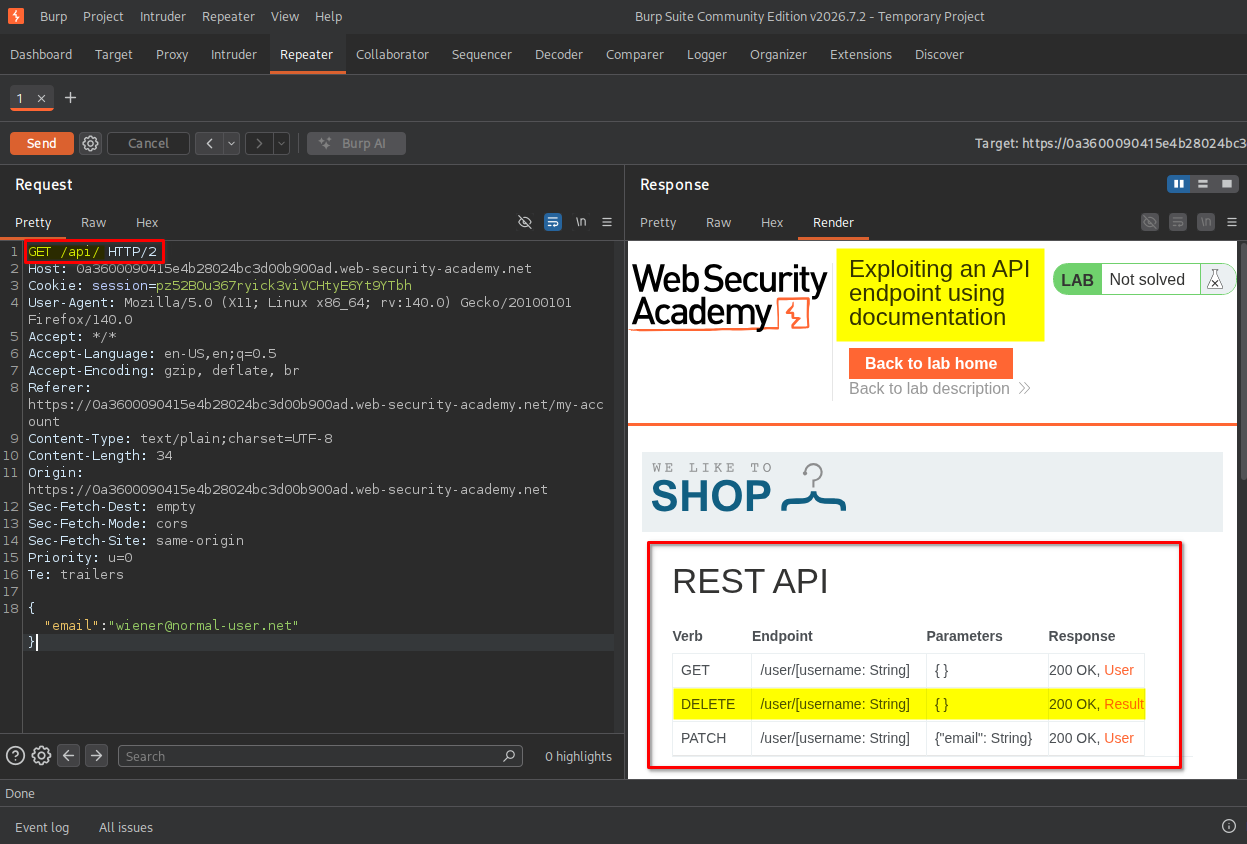 Burp Project Intruder Repeater View Help Burp Suite Community Edition v2026.7.2 - Temporary Project
Dashboard Target Proxy Intruder Repeater Collaborator Sequencer Decoder Comparer Logger Organizer Extensions Discover
1 × +
Send Cancel < > Burp AI Target: https://0a3600090415e4b28024bc3
Request
Pretty Raw Hex \n
1 GET /api/ HTTP/2
2 Host: 0a3600090415e4b28024bc3d00b900ad.web-security-academy.net
3 Cookie: session=pz52BOu367ryick3viVCHtyE6Yt9YTbh
4 User-Agent: Mozilla/5.0 (X11; Linux x86_64; rv:140.0) Gecko/20100101
Firefox/140.0
5 Accept: */*
6 Accept-Language: en-US,en;q=0.5
7 Accept-Encoding: gzip, deflate, br
8 Referer:
https://0a3600090415e4b28024bc3d00b900ad.web-security-academy.net/my-acc
ount
9 Content-Type: text/plain;charset=UTF-8
10 Content-Length: 34
11 Origin:
https://0a3600090415e4b28024bc3d00b900ad.web-security-academy.net
12 Sec-Fetch-Dest: empty
13 Sec-Fetch-Mode: cors
14 Sec-Fetch-Site: same-origin
15 Priority: u=0
16 Te: trailers
17
18 {
"email":"wiener@normal-user.net"
}
Search 0 highlights
Response
Pretty Raw Hex Render \n
Web Security
Academy
Exploiting an API
endpoint using
documentation
LAB Not solved
Back to lab home
Back to lab description
WE LIKE TO
SHOP
REST API
Verb Endpoint Parameters Response
GET /user/[username: String] { } 200 OK, User
DELETE /user/[username: String] { } 200 OK, Result
PATCH /user/[username: String] {"email": String} 200 OK, User
Done
Event log All issues